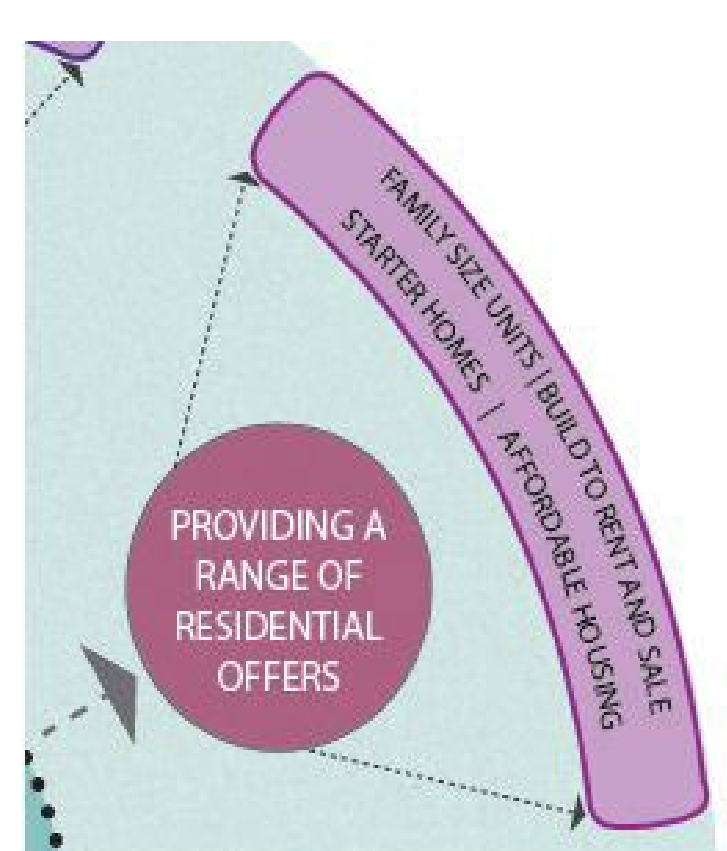 FAMILY SIZE UNITS | BUILD TO RENT AND SALE
STARTER HOMES | AFFORDABLE HOUSING
PROVIDING A
RANGE OF
RESIDENTIAL
OFFERS